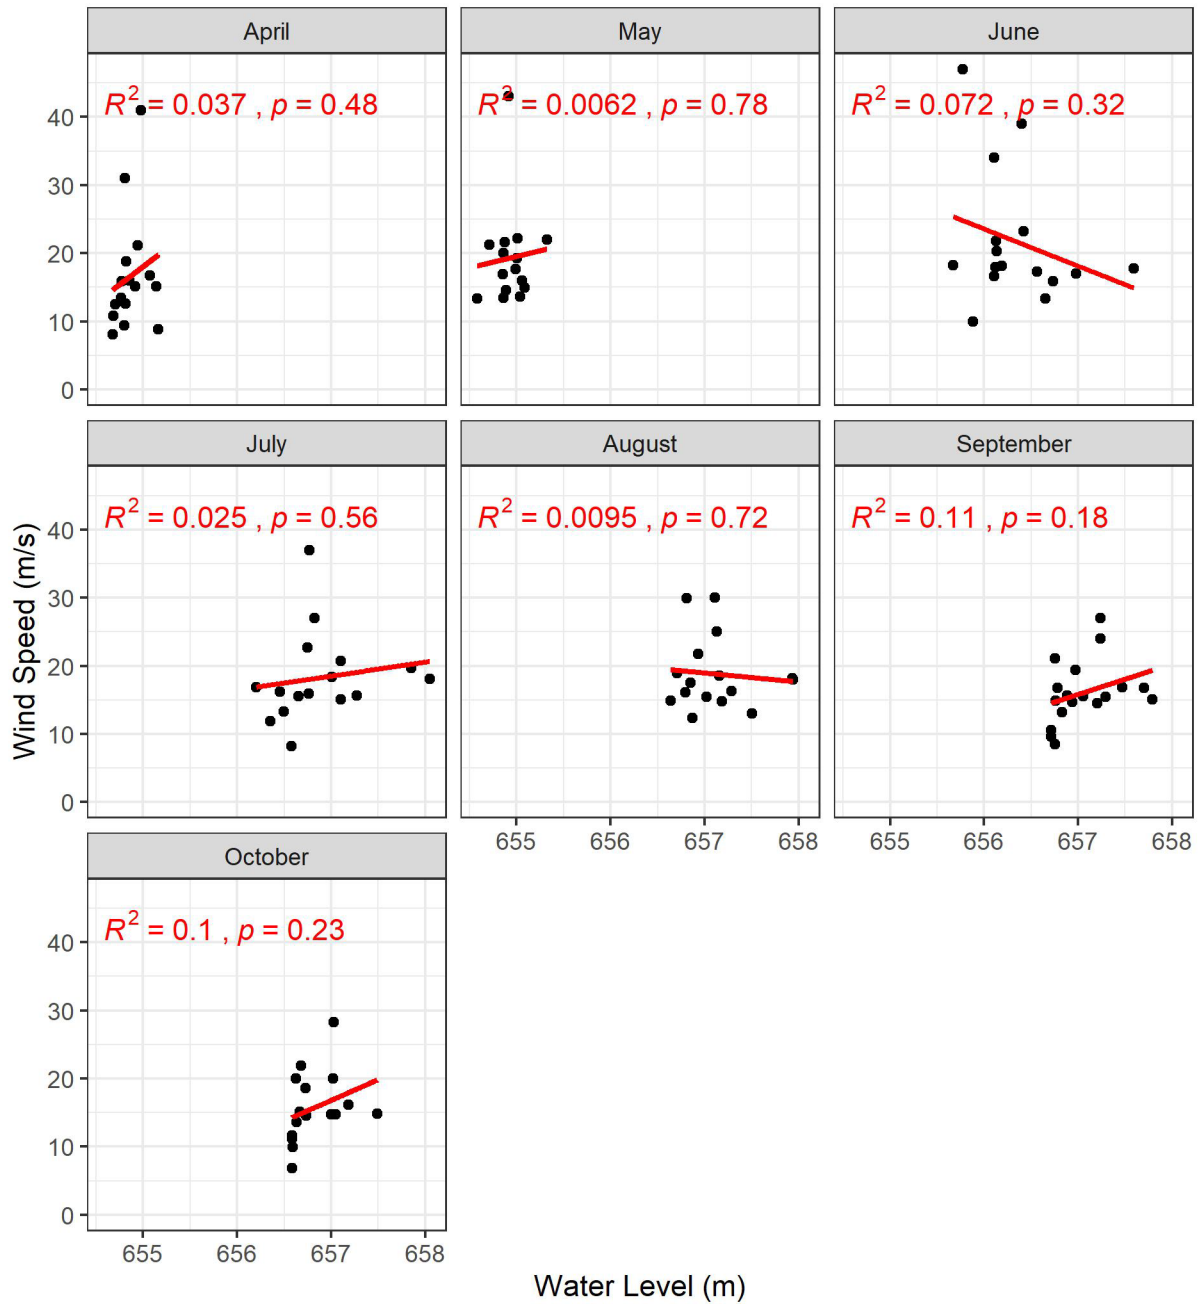 April May June
R² = 0.037 , p = 0.48 R² = 0.0062 , p = 0.78 R² = 0.072 , p = 0.32
40
30
20
10
0
July August September
R² = 0.025 , p = 0.56 R² = 0.0095 , p = 0.72 R² = 0.11 , p = 0.18
40
30
20
10
0
655 656 657 658 655 656 657 658
October
R² = 0.1 , p = 0.23
40
30
20
10
0
655 656 657 658
Wind Speed (m/s)
Water Level (m)